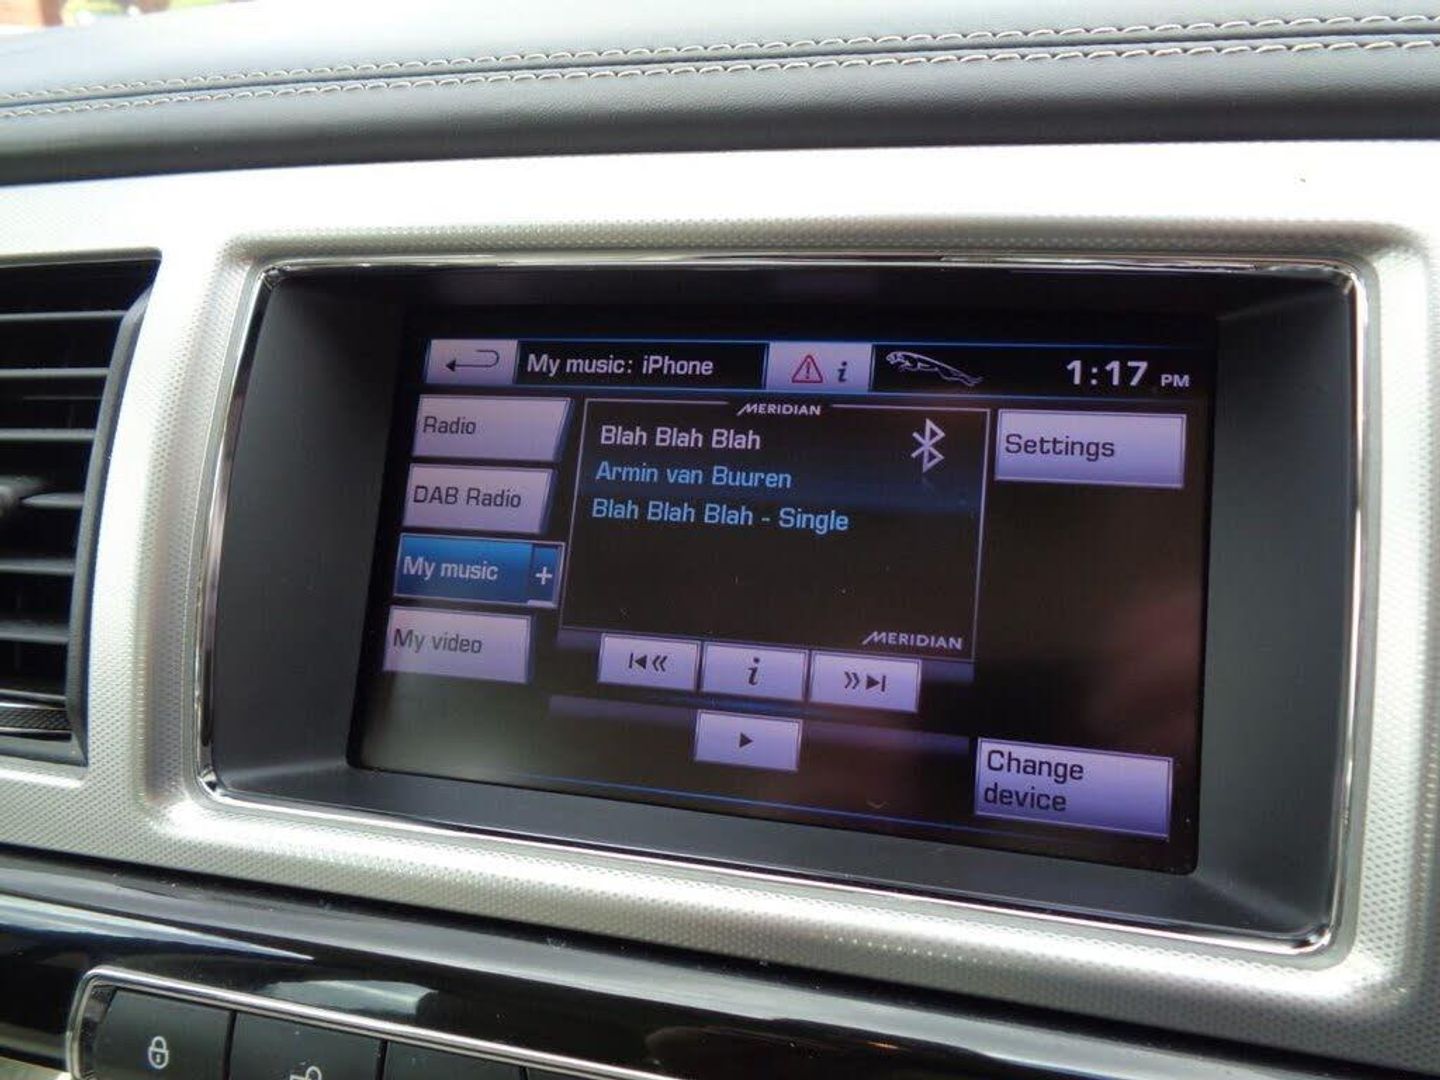 My music: iPhone
i
1:17 PM
Radio
DAB Radio
My music +
My video
MERIDIAN
Blah Blah Blah
Armin van Buuren
Blah Blah Blah - Single
MERIDIAN
Settings
i
Change
device